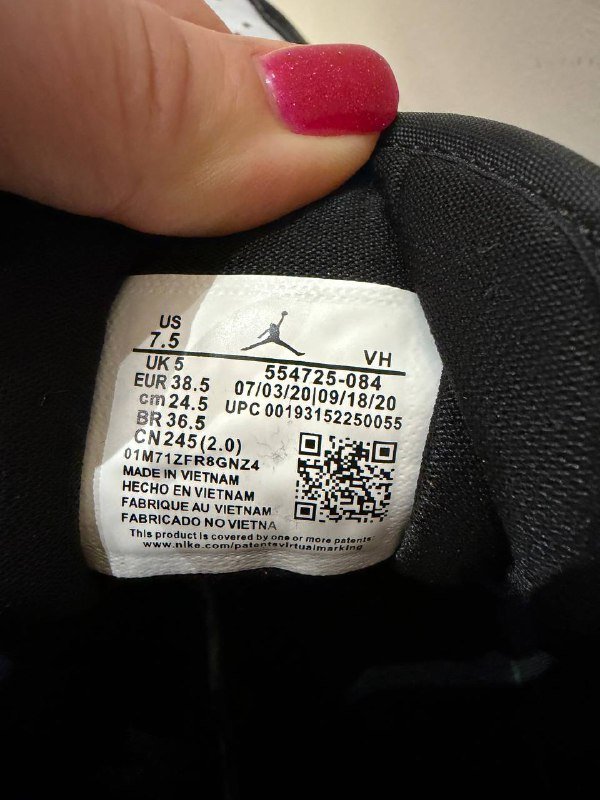 US
7.5
VH
UK 5
EUR 38.5
cm 24.5
BR 36.5
CN 245(2.0)
554725-084
07/03/20|09/18/20
UPC 00193152250055
01M71ZFR8GNZ4
MADE IN VIETNAM
HECHO EN VIETNAM
FABRIQUE AU VIETNAM
FABRICADO NO VIETNA
This product is covered by one or more patents
www.nike.com/patentsvirtualmarking